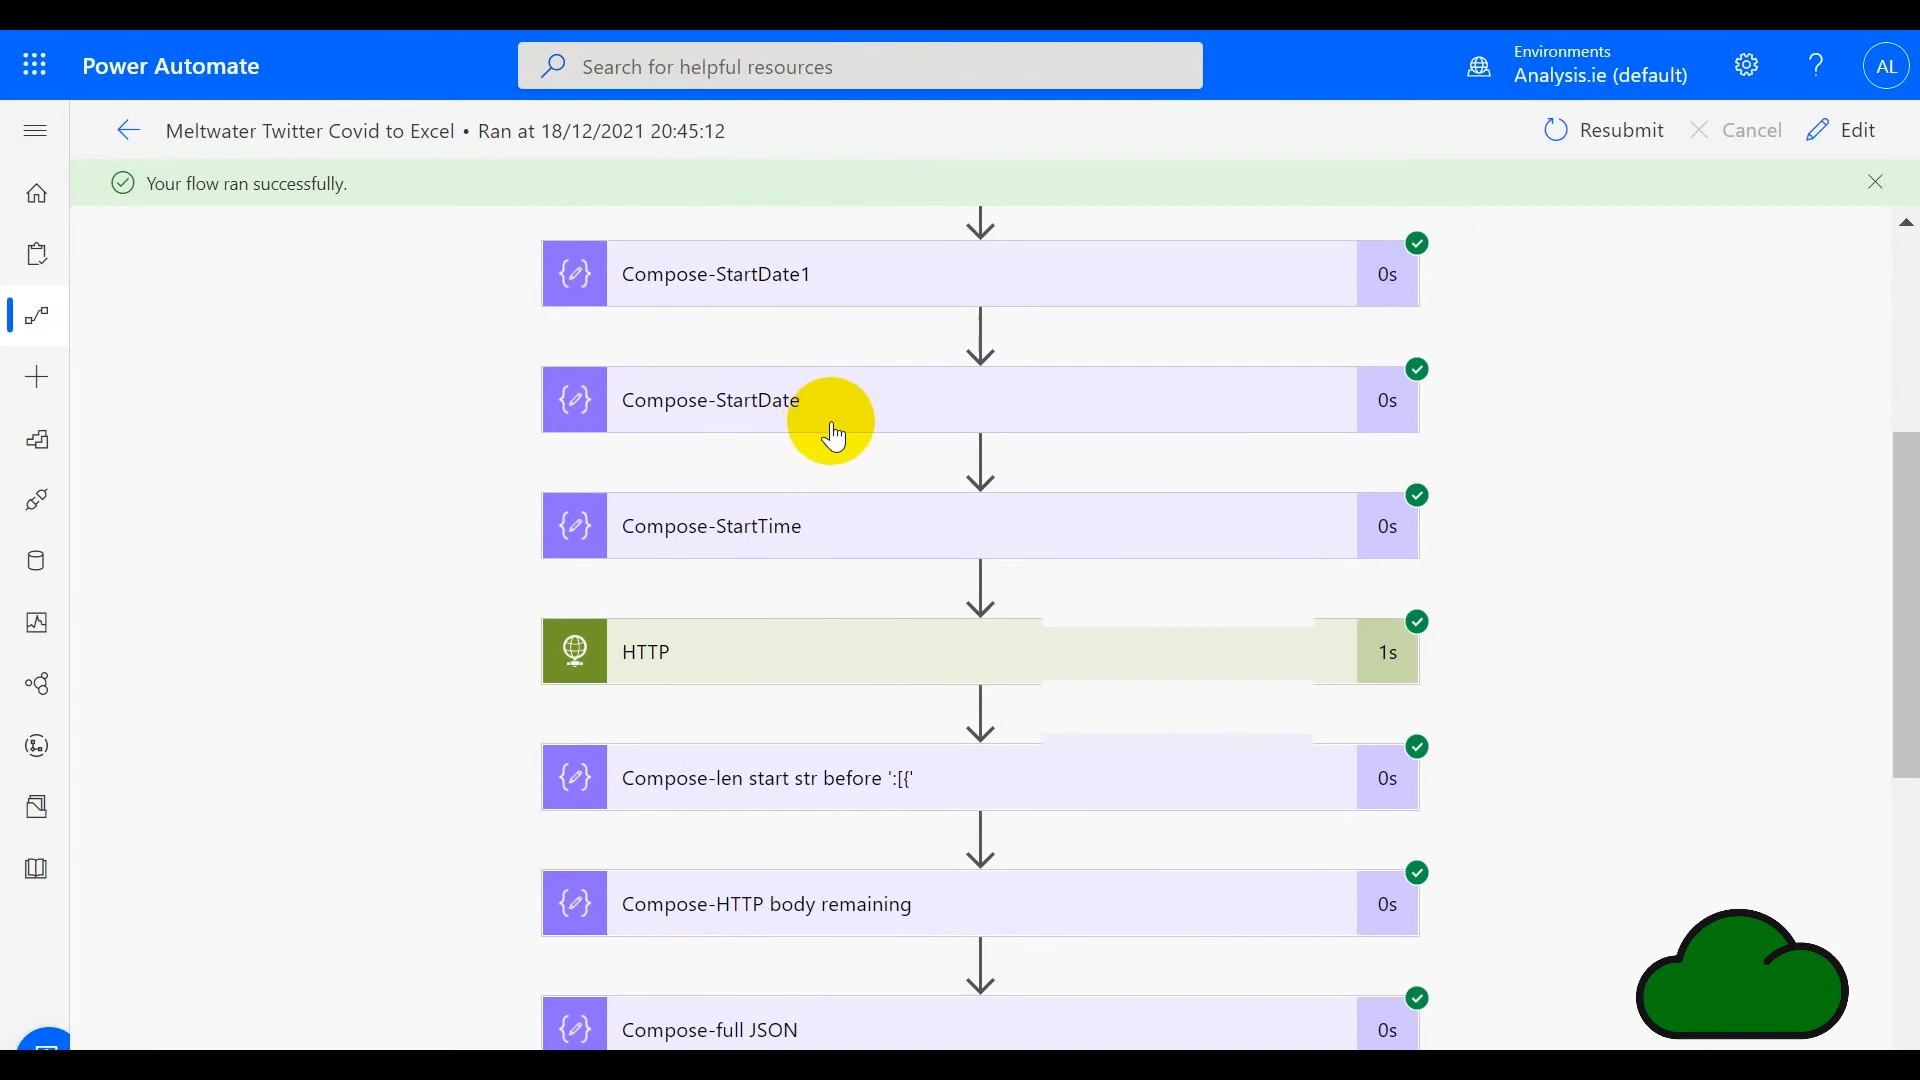 Power Automate
Search for helpful resources
Environments
Analysis.ie (default)
?
AL
Meltwater Twitter Covid to Excel • Ran at 18/12/2021 20:45:12
Resubmit
Cancel
Edit
Your flow ran successfully.
Compose-StartDate1
0s
Compose-StartDate
0s
Compose-StartTime
0s
HTTP
1s
Compose-len start str before ':[{'
0s
Compose-HTTP body remaining
0s
Compose-full JSON
0s